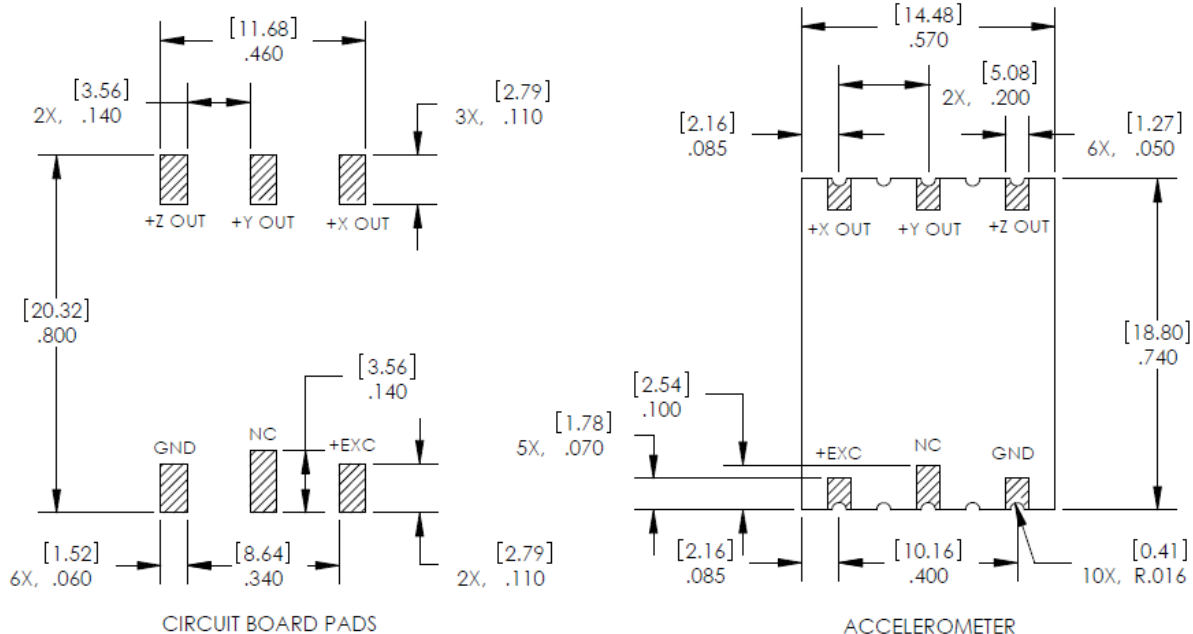 [11.68]
.460
[3.56]
2X, .140
[2.79]
3X, .110
+Z OUT
+Y OUT
+X OUT
[20.32]
.800
[3.56]
.140
GND
NC
+EXC
[1.52]
6X, .060
[8.64]
.340
[2.79]
2X, .110
CIRCUIT BOARD PADS
[14.48]
.570
[5.08]
2X, .200
[2.16]
.085
[1.27]
6X, .050
+X OUT
+Y OUT
+Z OUT
[18.80]
.740
[2.54]
.100
[1.78]
5X, .070
+EXC
NC
GND
[2.16]
.085
[10.16]
.400
[0.41]
10X, R.016
ACCELEROMETER